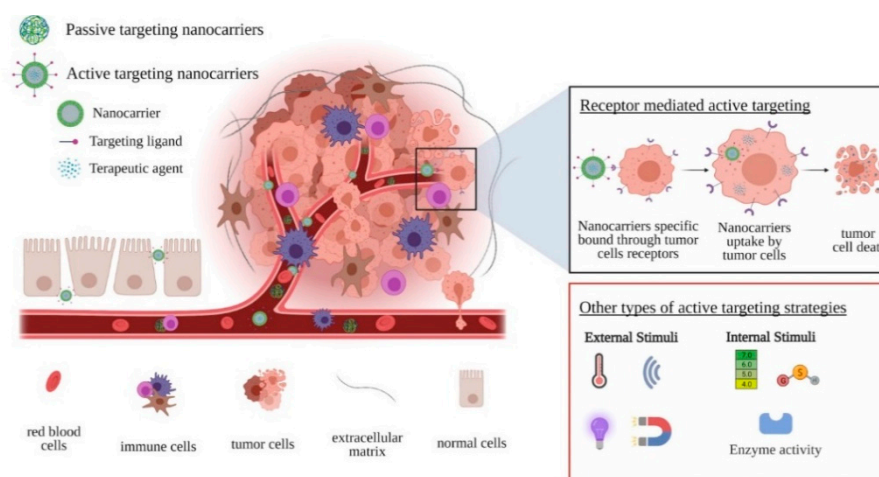 Passive targeting nanocarriers
Active targeting nanocarriers
Nanocarrier
Targeting ligand
Terapeutic agent
red blood
cells
immune cells
tumor cells
extracellular
matrix
normal cells
Receptor mediated active targeting
Nanocarriers specific
bound through tumor
cells receptors
Nanocarriers
uptake by
tumor cells
tumor
cell deat
Other types of active targeting strategies
External Stimuli
Internal Stimuli
7.0
6.0
5.0
4.0
G
S
Enzyme activity